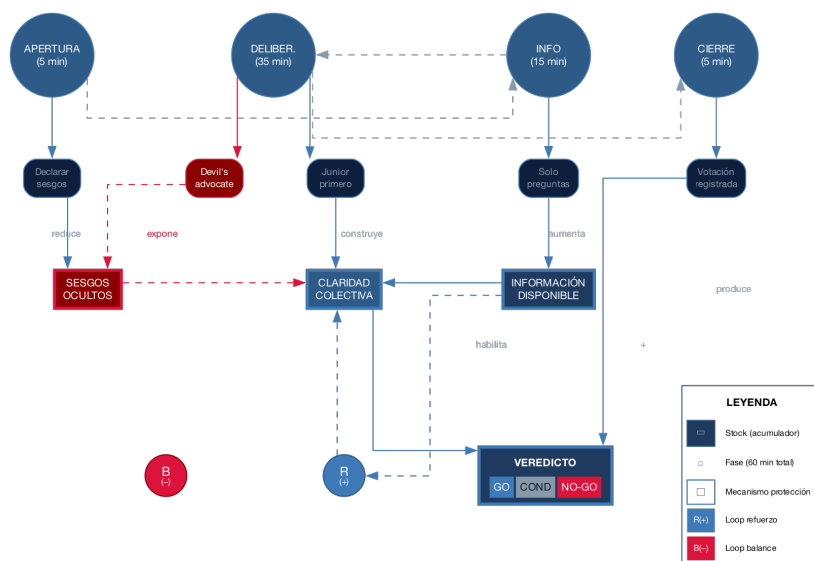 APERTURA
(5 min)
DELIBER.
(35 min)
INFO
(15 min)
CIERRE
(5 min)
Declarar
sesgos
Devil's
advocate
Junior
primero
Solo
preguntas
Votación
registrada
reduce
expone
construye
aumenta
SESGOS
OCULTOS
CLARIDAD
COLECTIVA
INFORMACIÓN
DISPONIBLE
produce
habilita
+
B
(−)
R
(+)
VEREDICTO
GO
COND
NO-GO
LEYENDA
Stock (acumulador)
Fase (60 min total)
Mecanismo protección
R(+)
Loop refuerzo
B(−)
Loop balance